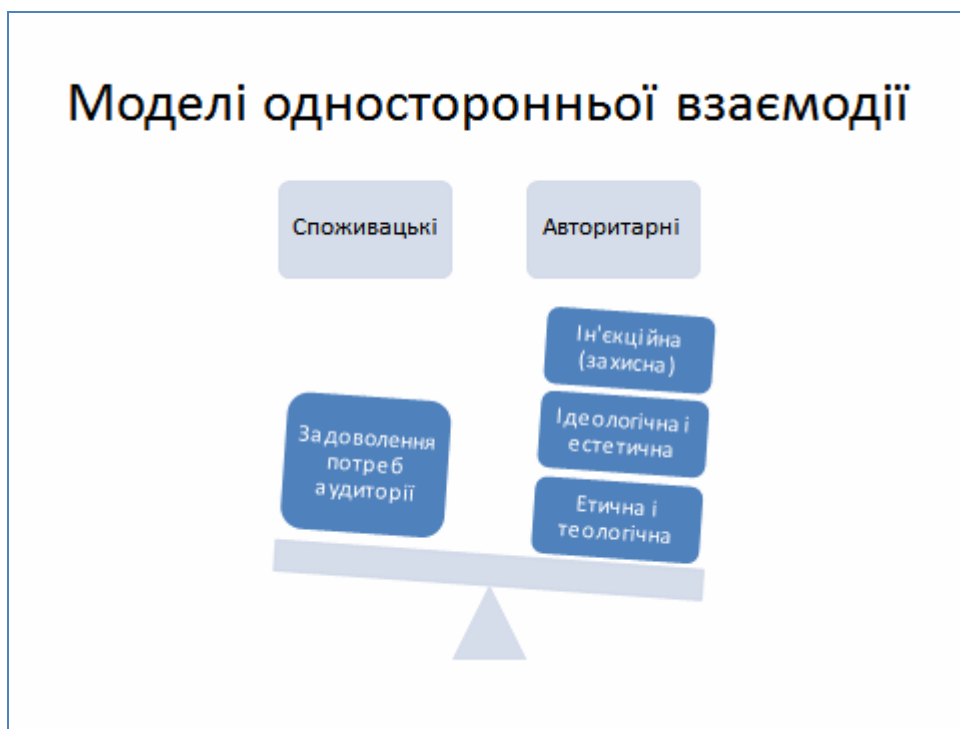 Моделі односторонньої взаємодії
Споживацькі
Авторитарні
Задоволення
потреб
аудиторії
Ін'єкційна
(захисна)
Ідеологічна і
естетична
Етична і
теологічна